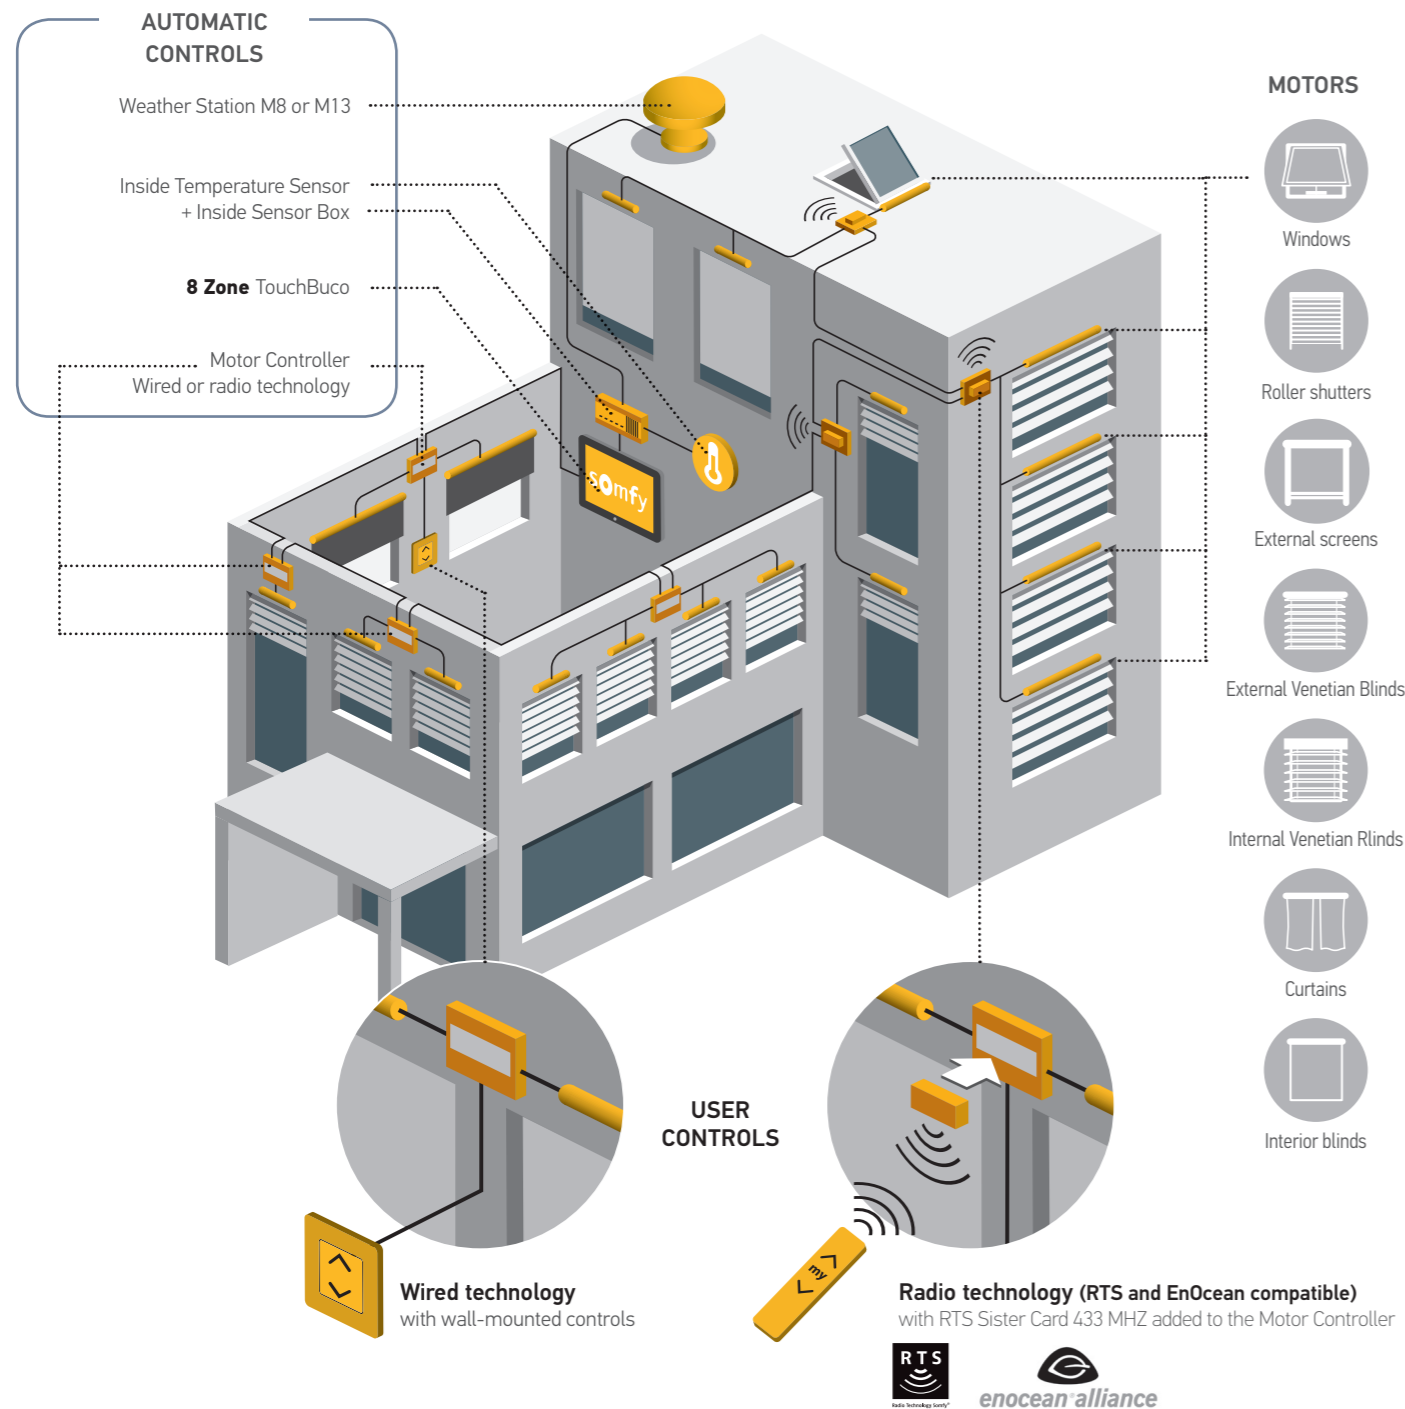 AUTOMATIC
CONTROLS
Weather Station M8 or M13
Inside Temperature Sensor
+ Inside Sensor Box
8 Zone TouchBuco
Motor Controller
Wired or radio technology
somfy
MOTORS
Windows
Roller shutters
External screens
External Venetian Blinds
Internal Venetian Rlinds
Curtains
Interior blinds
USER
CONTROLS
my
Wired technology
with wall-mounted controls
Radio technology (RTS and EnOcean compatible)
with RTS Sister Card 433 MHZ added to the Motor Controller
RTS
Radio Technology Somfy®
enocean® alliance